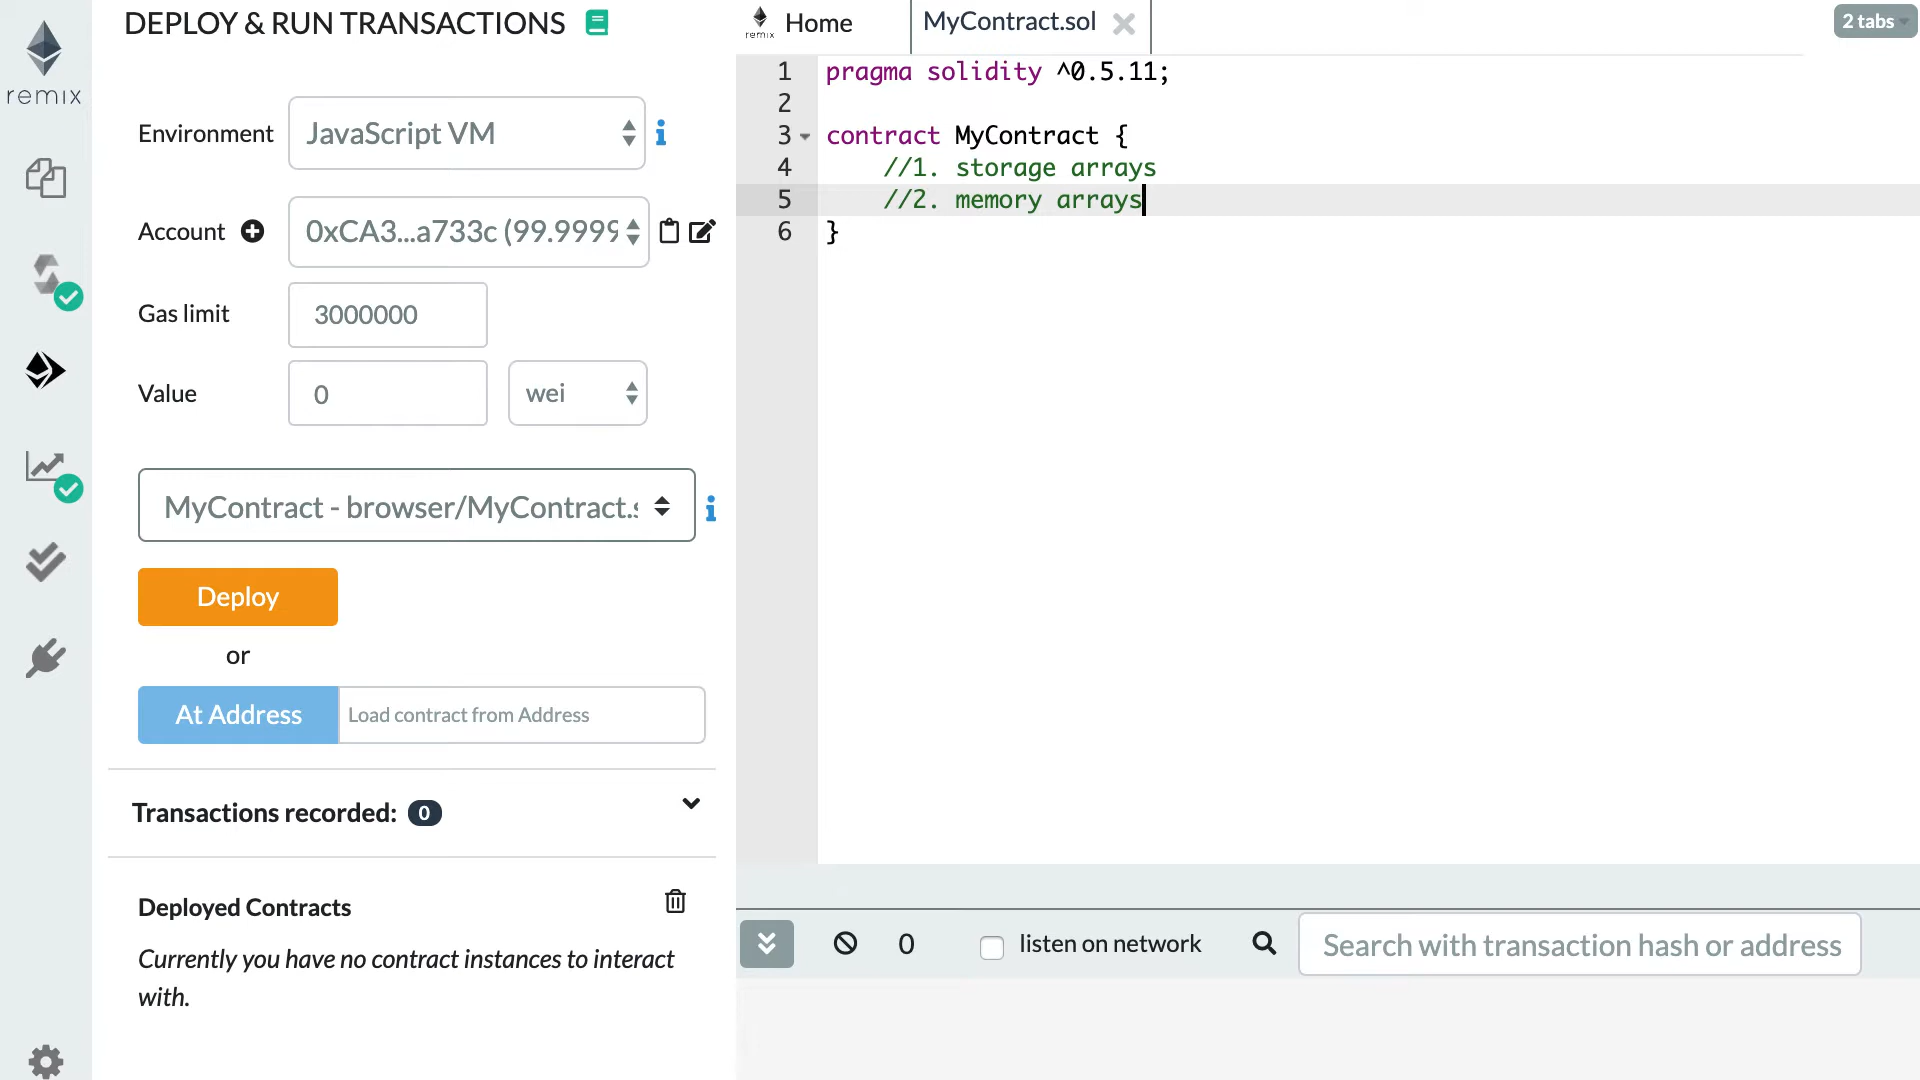 remix
DEPLOY & RUN TRANSACTIONS
Environment
JavaScript VM
Account
0xCA3...a733c (99.9999
Gas limit
3000000
Value
0
wei
MyContract - browser/MyContract.s
Deploy
or
At Address
Load contract from Address
Transactions recorded: 0
Deployed Contracts
Currently you have no contract instances to interact
with.
remix
Home
MyContract.sol
2 tabs
1 pragma solidity ^0.5.11;
2
3 contract MyContract {
4 //1. storage arrays
5 //2. memory arrays
6 }
0
listen on network
Search with transaction hash or address